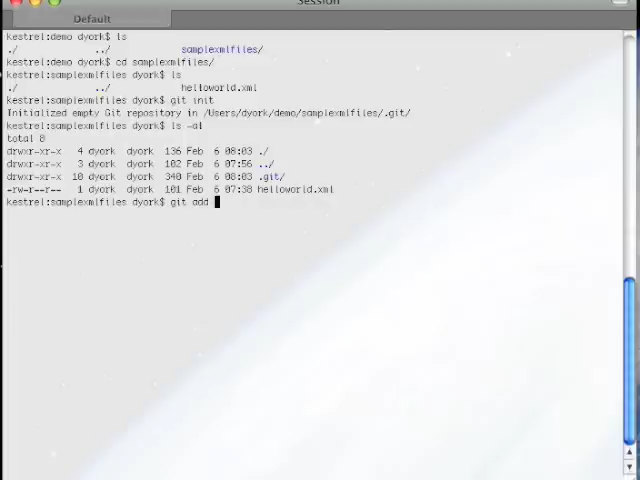 Session
Default
kestrel:demo dyork$ ls
./ ../ samplexmlfiles/
kestrel:demo dyork$ cd samplexmlfiles/
kestrel:samplexmlfiles dyork$ ls
./ ../ helloworld.xml
kestrel:samplexmlfiles dyork$ git init
Initialized empty Git repository in /Users/dyork/demo/samplexmlfiles/.git/
kestrel:samplexmlfiles dyork$ ls -al
total 8
drwxr-xr-x 4 dyork dyork 136 Feb 6 08:03 ./
drwxr-xr-x 3 dyork dyork 102 Feb 6 07:56 ../
drwxr-xr-x 10 dyork dyork 340 Feb 6 08:03 .git/
-rw-r--r-- 1 dyork dyork 101 Feb 6 07:38 helloworld.xml
kestrel:samplexmlfiles dyork$ git add